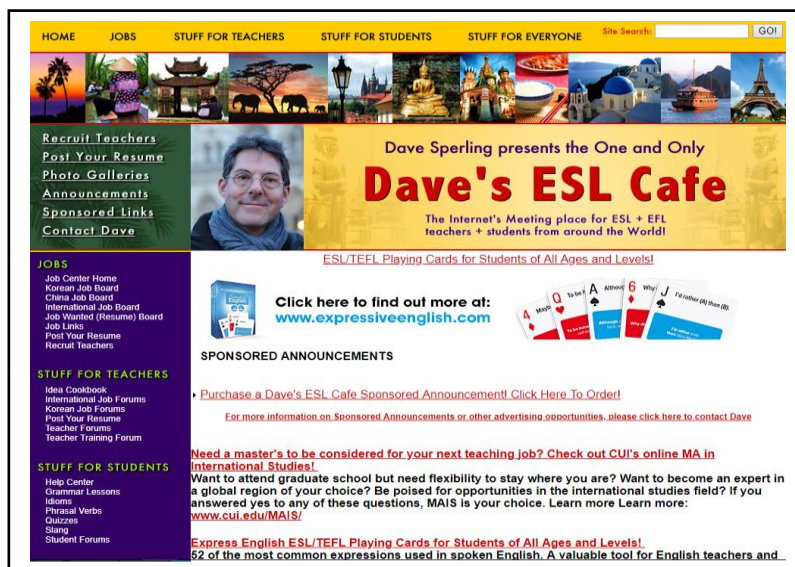 HOME JOBS STUFF FOR TEACHERS STUFF FOR STUDENTS STUFF FOR EVERYONE Site Search: GO!
Recruit Teachers
Post Your Resume
Photo Galleries
Announcements
Sponsored Links
Contact Dave
Dave Sperling presents the One and Only
Dave's ESL Cafe
The Internet's Meeting place for ESL + EFL
teachers + students from around the World!
JOBS
Job Center Home
Korean Job Board
China Job Board
International Job Board
Job Wanted (Resume) Board
Job Links
Post Your Resume
Recruit Teachers
STUFF FOR TEACHERS
Idea Cookbook
International Job Forums
Korean Job Forums
Post Your Resume
Teacher Forums
Teacher Training Forum
STUFF FOR STUDENTS
Help Center
Grammar Lessons
Idioms
Phrasal Verbs
Quizzes
Slang
Student Forums
ESL/TEFL Playing Cards for Students of All Ages and Levels!
Click here to find out more at:
www.expressiveenglish.com
4 Q A 6 J
I'd rather (A) than (B).
SPONSORED ANNOUNCEMENTS
Purchase a Dave's ESL Cafe Sponsored Announcement! Click Here To Order!
For more information on Sponsored Announcements or other advertising opportunities, please click here to contact Dave
Need a master's to be considered for your next teaching job? Check out CUI's online MA in
International Studies!
Want to attend graduate school but need flexibility to stay where you are? Want to become an expert in
a global region of your choice? Be poised for opportunities in the international studies field? If you
answered yes to any of these questions, MAIS is your choice. Learn more Learn more:
www.cui.edu/MAIS/
Express English ESL/TEFL Playing Cards for Students of All Ages and Levels!
52 of the most common expressions used in spoken English. A valuable tool for English teachers and